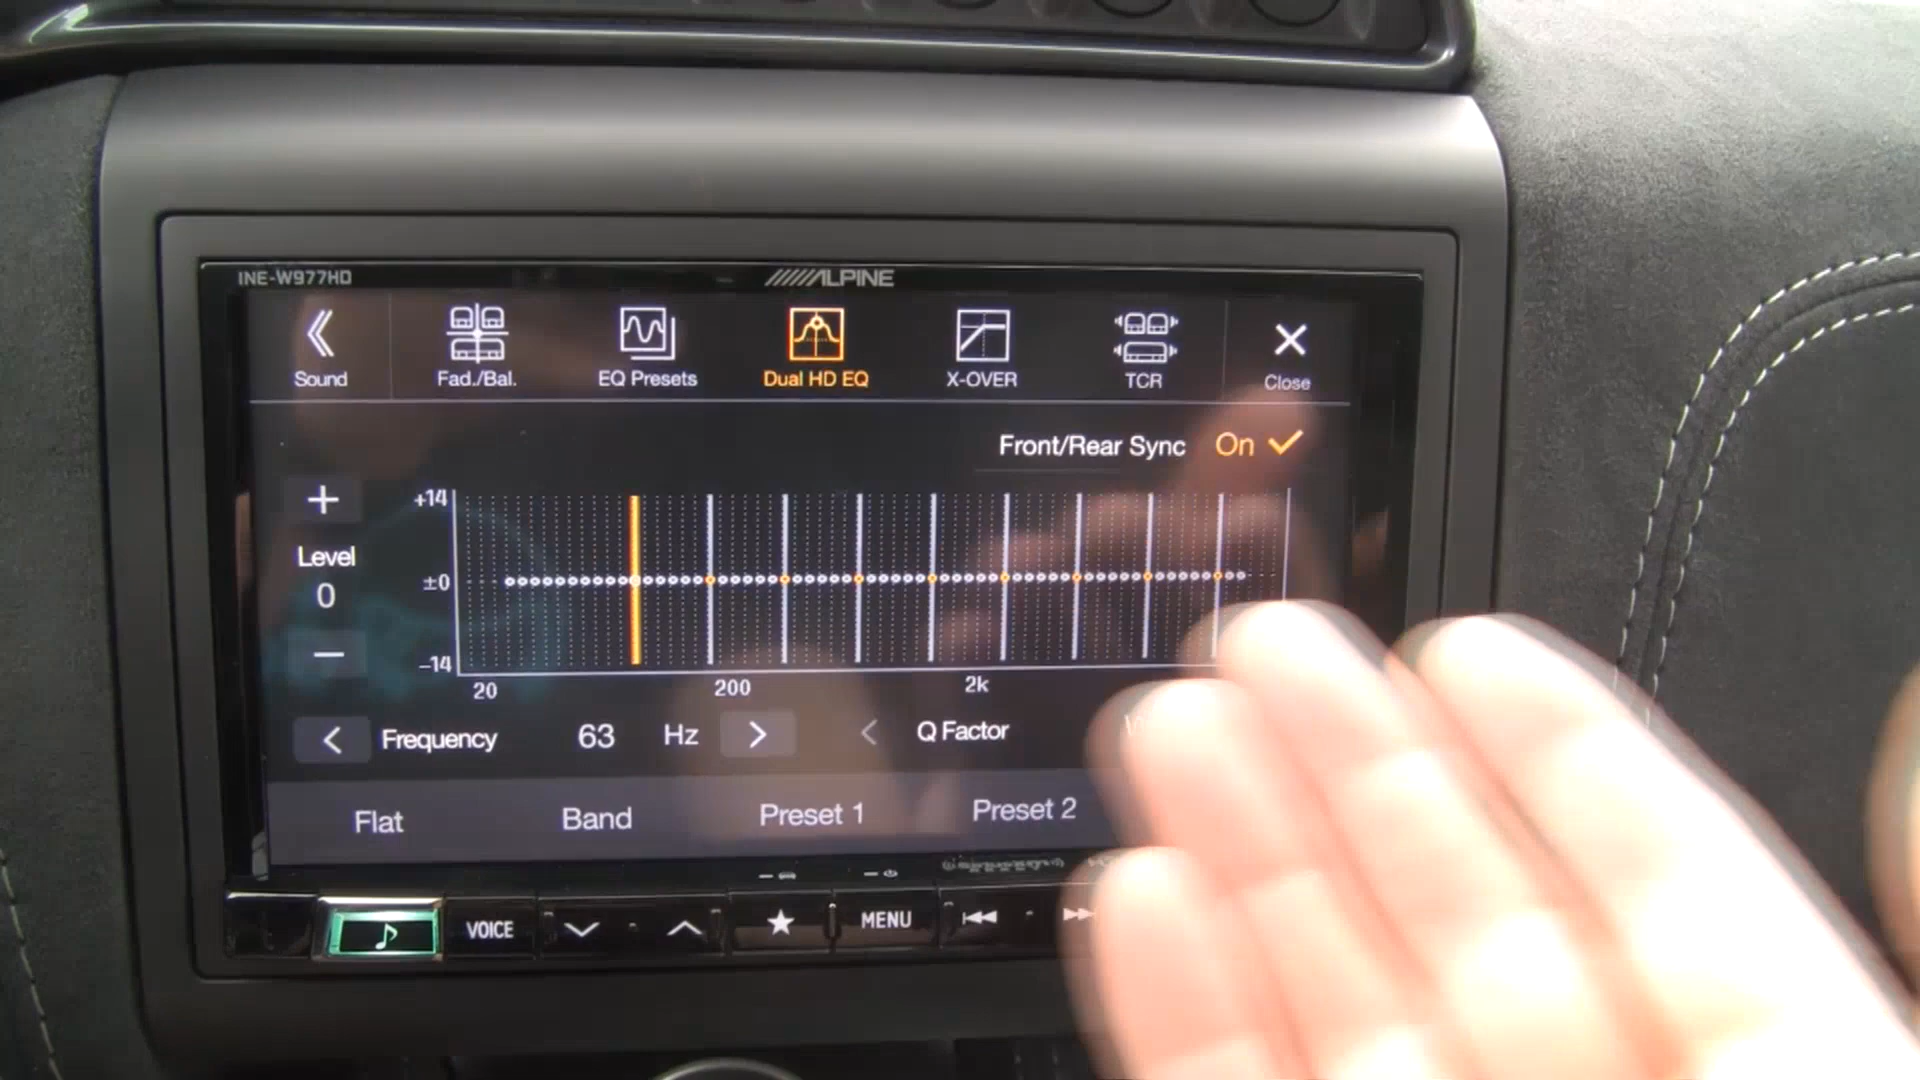 INE-W977HD
ALPINE
Sound
Fad./Bal.
EQ Presets
Dual HD EQ
X-OVER
TCR
Close
Front/Rear Sync On
+14
Level
±0
0
−14
20 200 2k
Frequency 63 Hz
Q Factor
Flat Band Preset 1 Preset 2
VOICE
MENU